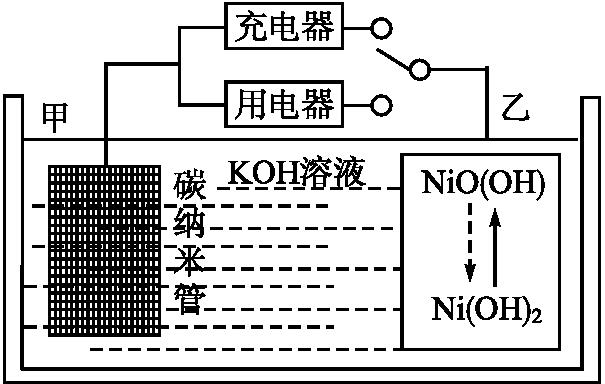 充电器
用电器
甲
乙
碳纳米管
KOH溶液
NiO(OH)
Ni(OH)₂